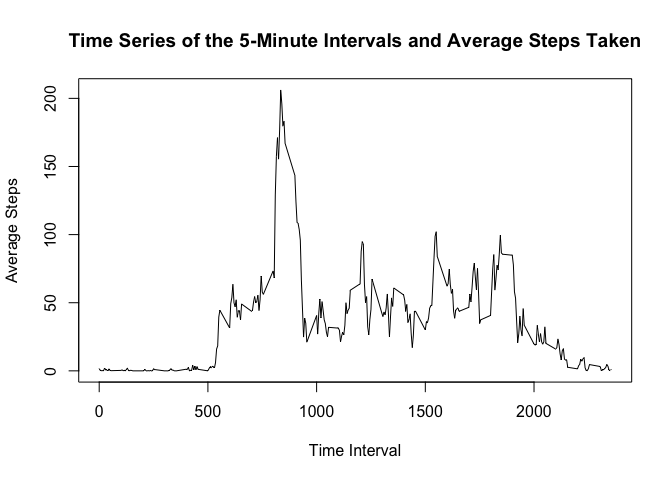 Time Series of the 5-Minute Intervals and Average Steps Taken
200
150
100
50
0
Average Steps
0 500 1000 1500 2000
Time Interval